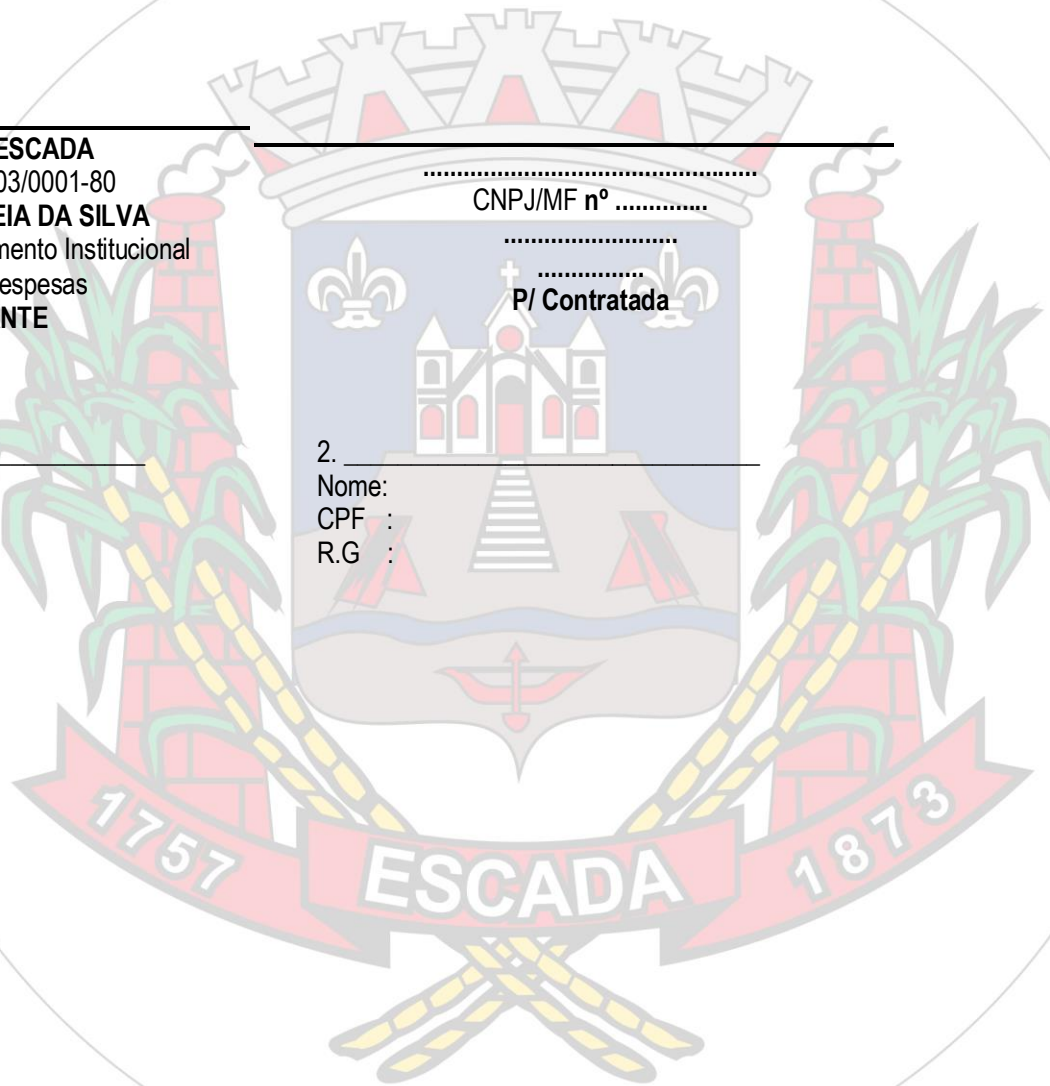 ESCADA
03/0001-80
EIA DA SILVA
mento Institucional
espesas
NTE
..................................................
CNPJ/MF nº ..............
..........................
................
P/ Contratada
_____________
2. ________________________________
Nome:
CPF :
R.G :
1757
ESCADA
1873